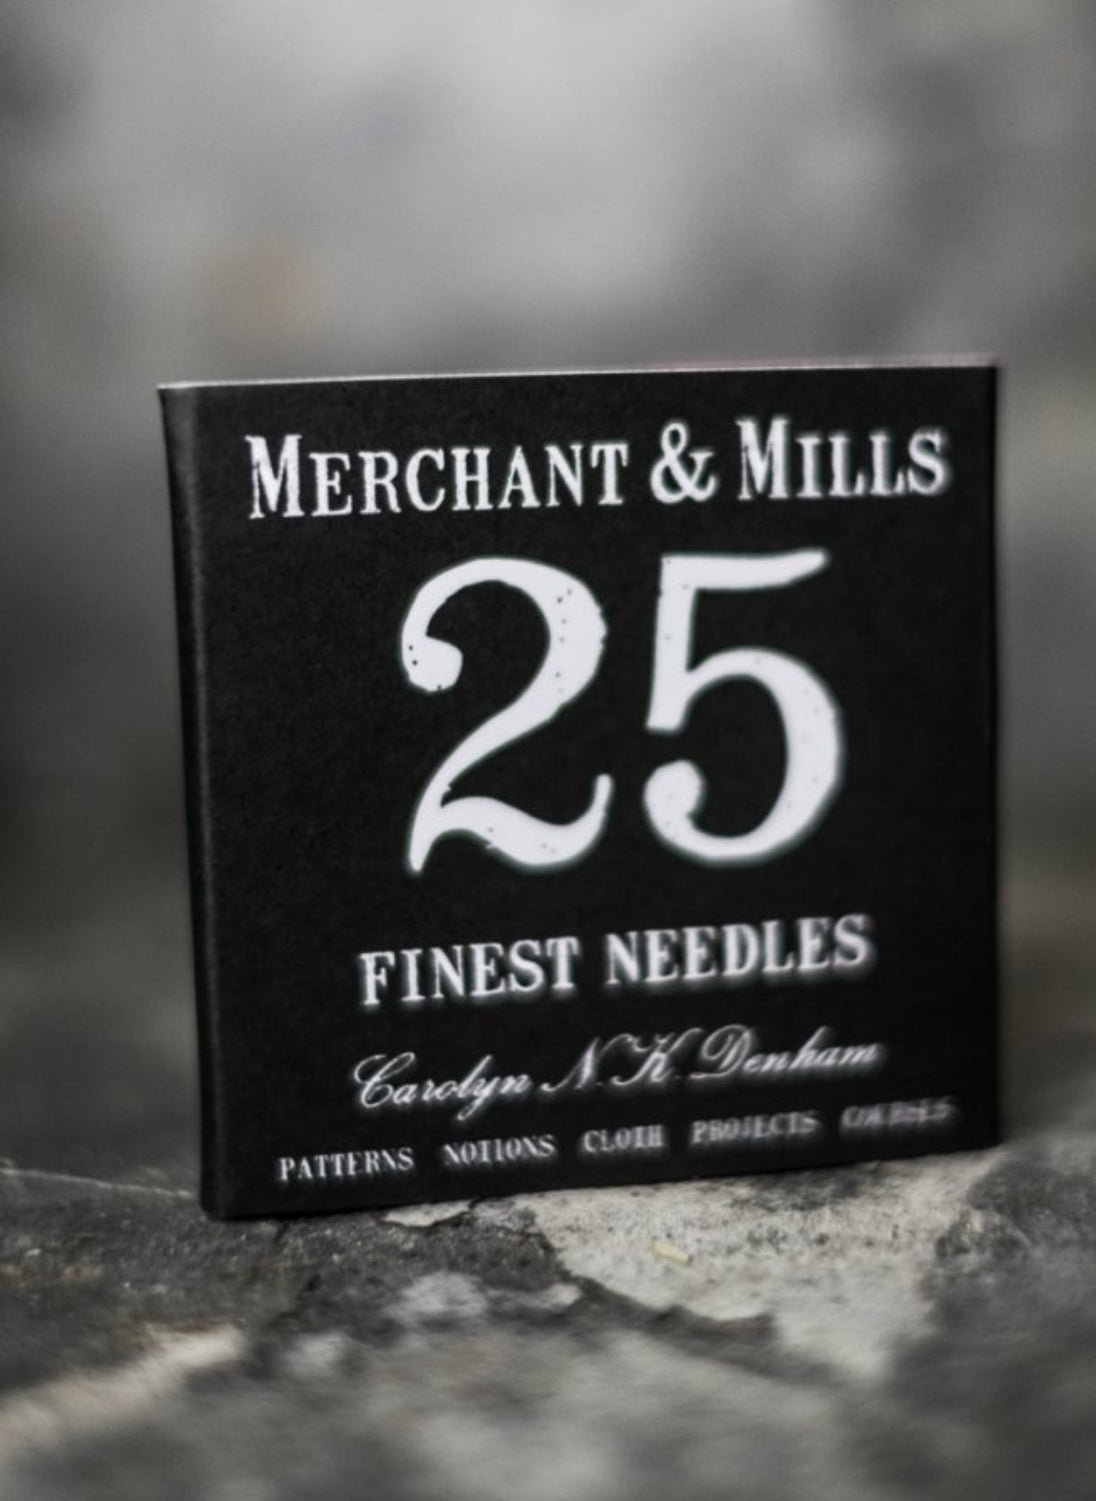 MERCHANT & MILLS
25
FINEST NEEDLES
Carolyn N.K. Denham
PATTERNS NOTIONS CLOTH PROJECTS COURSES